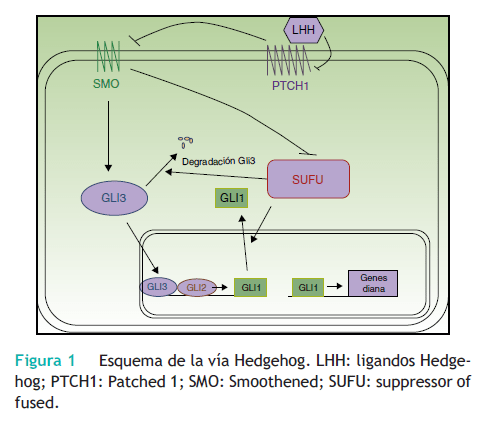 LHH
SMO
PTCH1
Degradación Gli3
GLI3
GLI1
SUFU
GLI3
GLI2
GLI1
GLI1
Genes
diana
Figura 1 Esquema de la vía Hedgehog. LHH: ligandos Hedge-
hog; PTCH1: Patched 1; SMO: Smoothened; SUFU: suppressor of
fused.